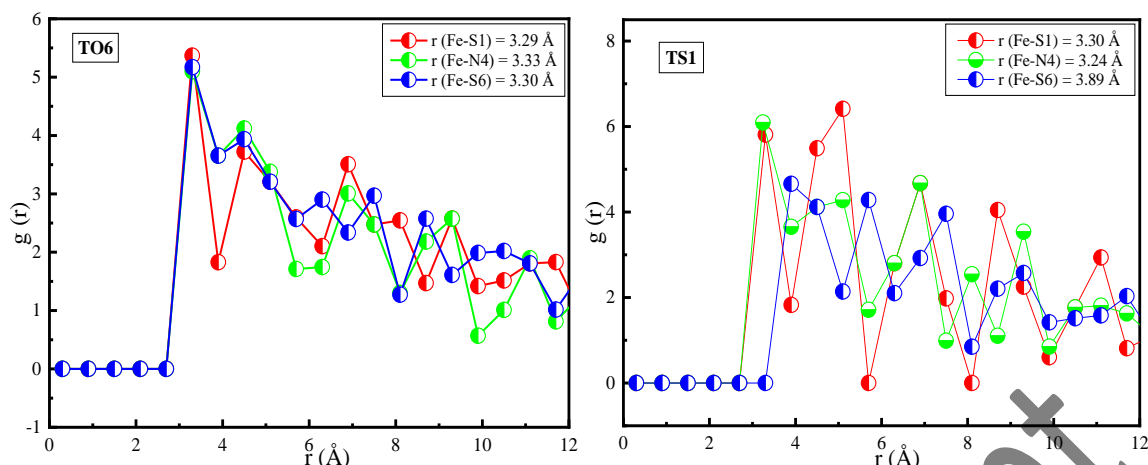 TO6
r (Fe-S1) = 3.29 Å
r (Fe-N4) = 3.33 Å
r (Fe-S6) = 3.30 Å
g (r)
6
5
4
3
2
1
0
-1
0 2 4 6 8 10 12
r (Å)
TS1
r (Fe-S1) = 3.30 Å
r (Fe-N4) = 3.24 Å
r (Fe-S6) = 3.89 Å
g (r)
8
6
4
2
0
0 2 4 6 8 10 12
r (Å)